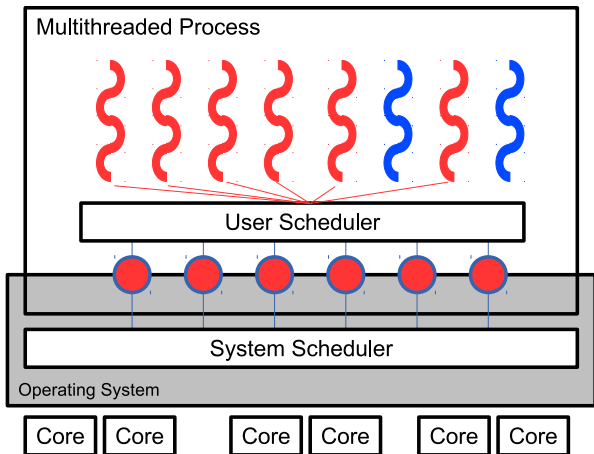 Multithreaded Process
User Scheduler
System Scheduler
Operating System
Core Core Core Core Core Core